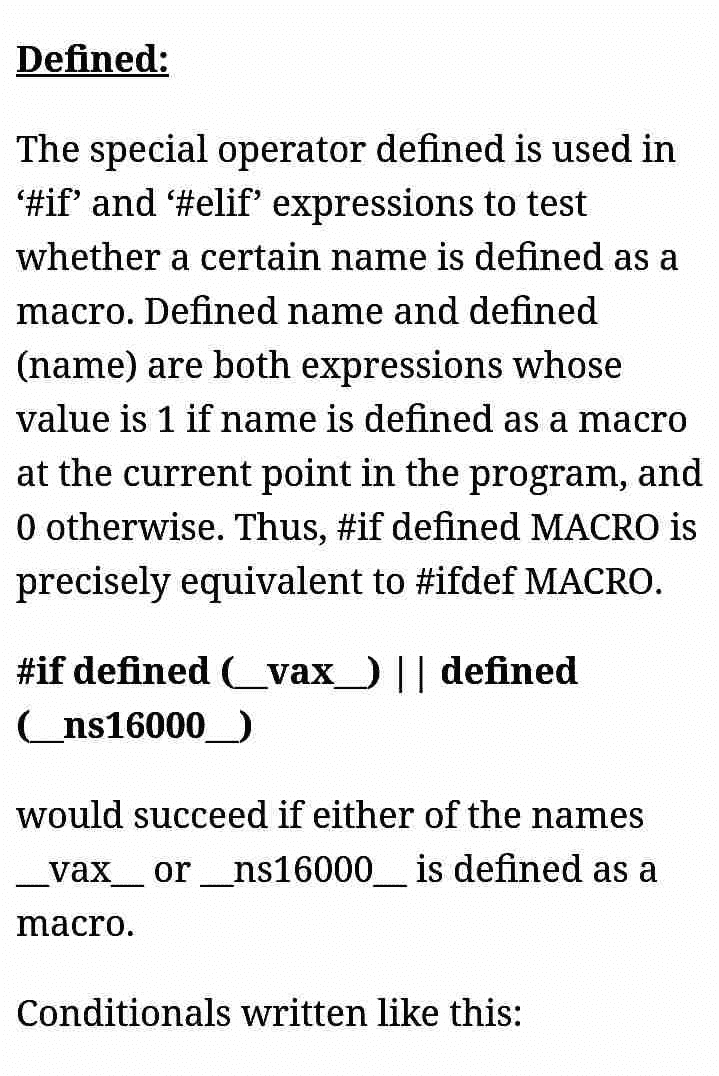 Defined:
The special operator defined is used in
‘#if’ and ‘#elif’ expressions to test
whether a certain name is defined as a
macro. Defined name and defined
(name) are both expressions whose
value is 1 if name is defined as a macro
at the current point in the program, and
0 otherwise. Thus, #if defined MACRO is
precisely equivalent to #ifdef MACRO.
#if defined (__vax__) || defined
(__ns16000__)
would succeed if either of the names
__vax__ or __ns16000__ is defined as a
macro.
Conditionals written like this: